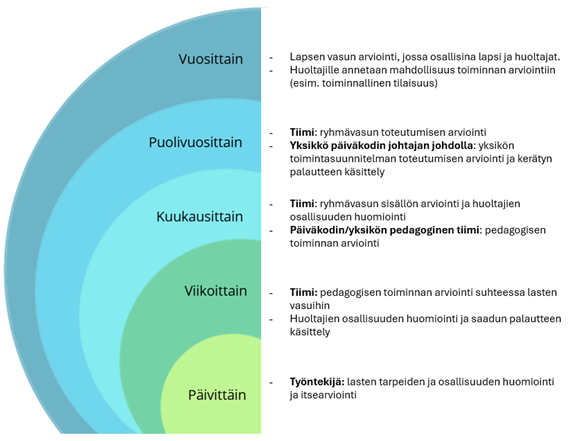 Vuosittain
- Lapsen vasun arviointi, jossa osallisina lapsi ja huoltajat.
- Huoltajille annetaan mahdollisuus toiminnan arviointiin
(esim. toiminnallinen tilaisuus)
Puolivuosittain
- Tiimi: ryhmävasun toteutumisen arviointi
- Yksikkö päiväkodin johtajan johdolla: yksikön
toimintasuunnitelman toteutumisen arviointi ja kerätyn
palautteen käsittely
Kuukausittain
- Tiimi: ryhmävasun sisällön arviointi ja huoltajien
osallisuuden huomiointi
- Päiväkodin/yksikön pedagoginen tiimi: pedagogisen
toiminnan arviointi
Viikoittain
- Tiimi: pedagogisen toiminnan arviointi suhteessa lasten
vasuihin
- Huoltajien osallisuuden huomiointi ja saadun palautteen
käsittely
Päivittäin
- Työntekijä: lasten tarpeiden ja osallisuuden huomiointi
ja itsearviointi